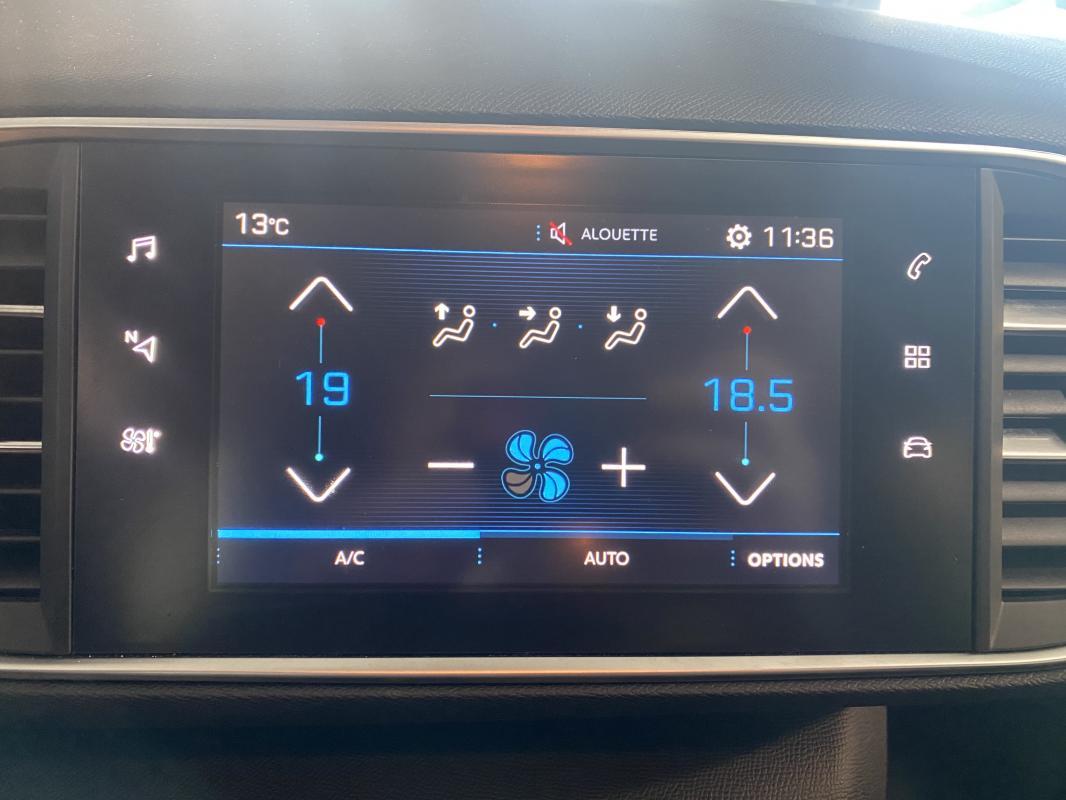 13°C
ALOUETTE
11:36
N
19
18.5
A/C
AUTO
OPTIONS